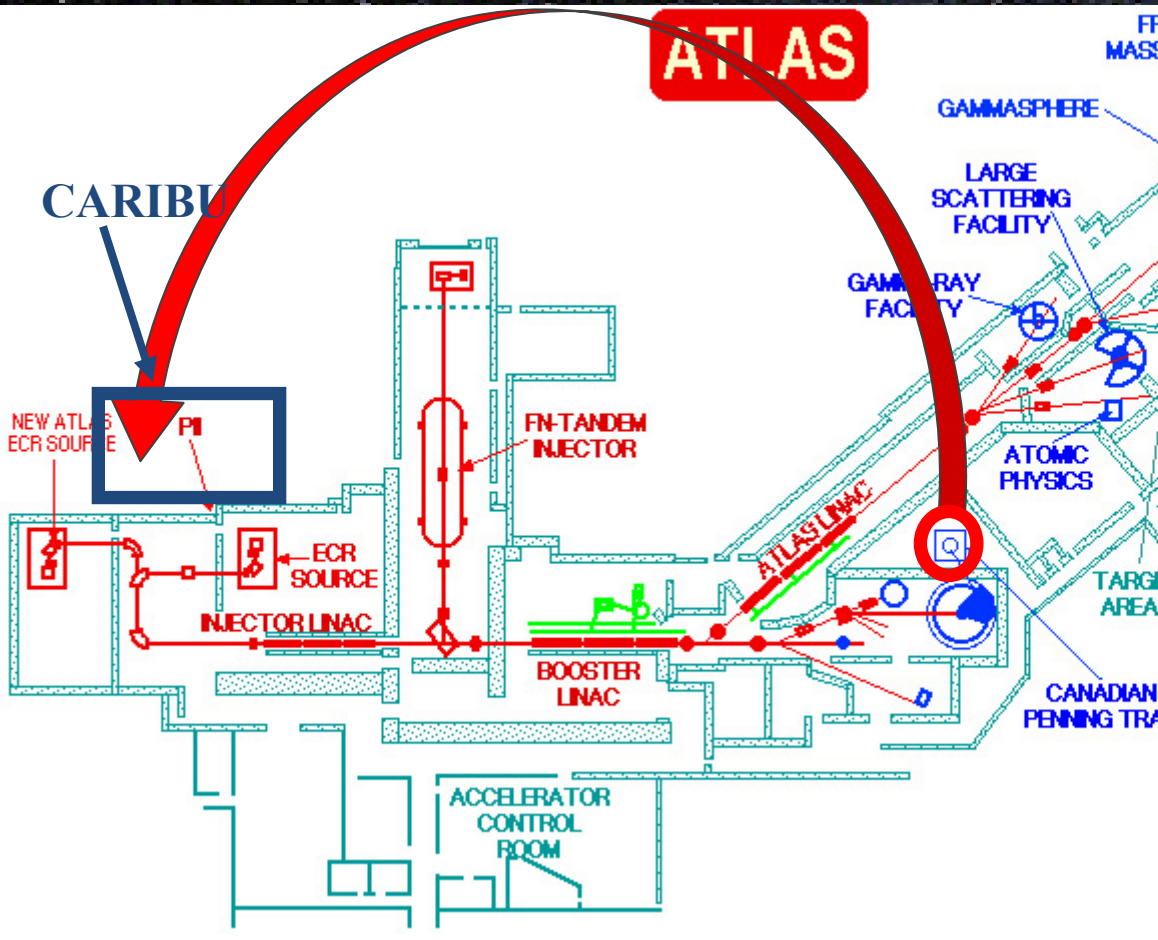 ATLAS
FR
MASS
GAMMASPHERE
LARGE
SCATTERING
FACILITY
CARIBU
GAMMA-RAY
FACILITY
NEW ATLAS
ECR SOURCE
PII
FN-TANDEM
INJECTOR
ATOMIC
PHYSICS
ATLAS LINAC
ECR
SOURCE
TARGE
AREA
INJECTOR LINAC
BOOSTER
LINAC
CANADIAN
PENNING TRA
ACCELERATOR
CONTROL
ROOM